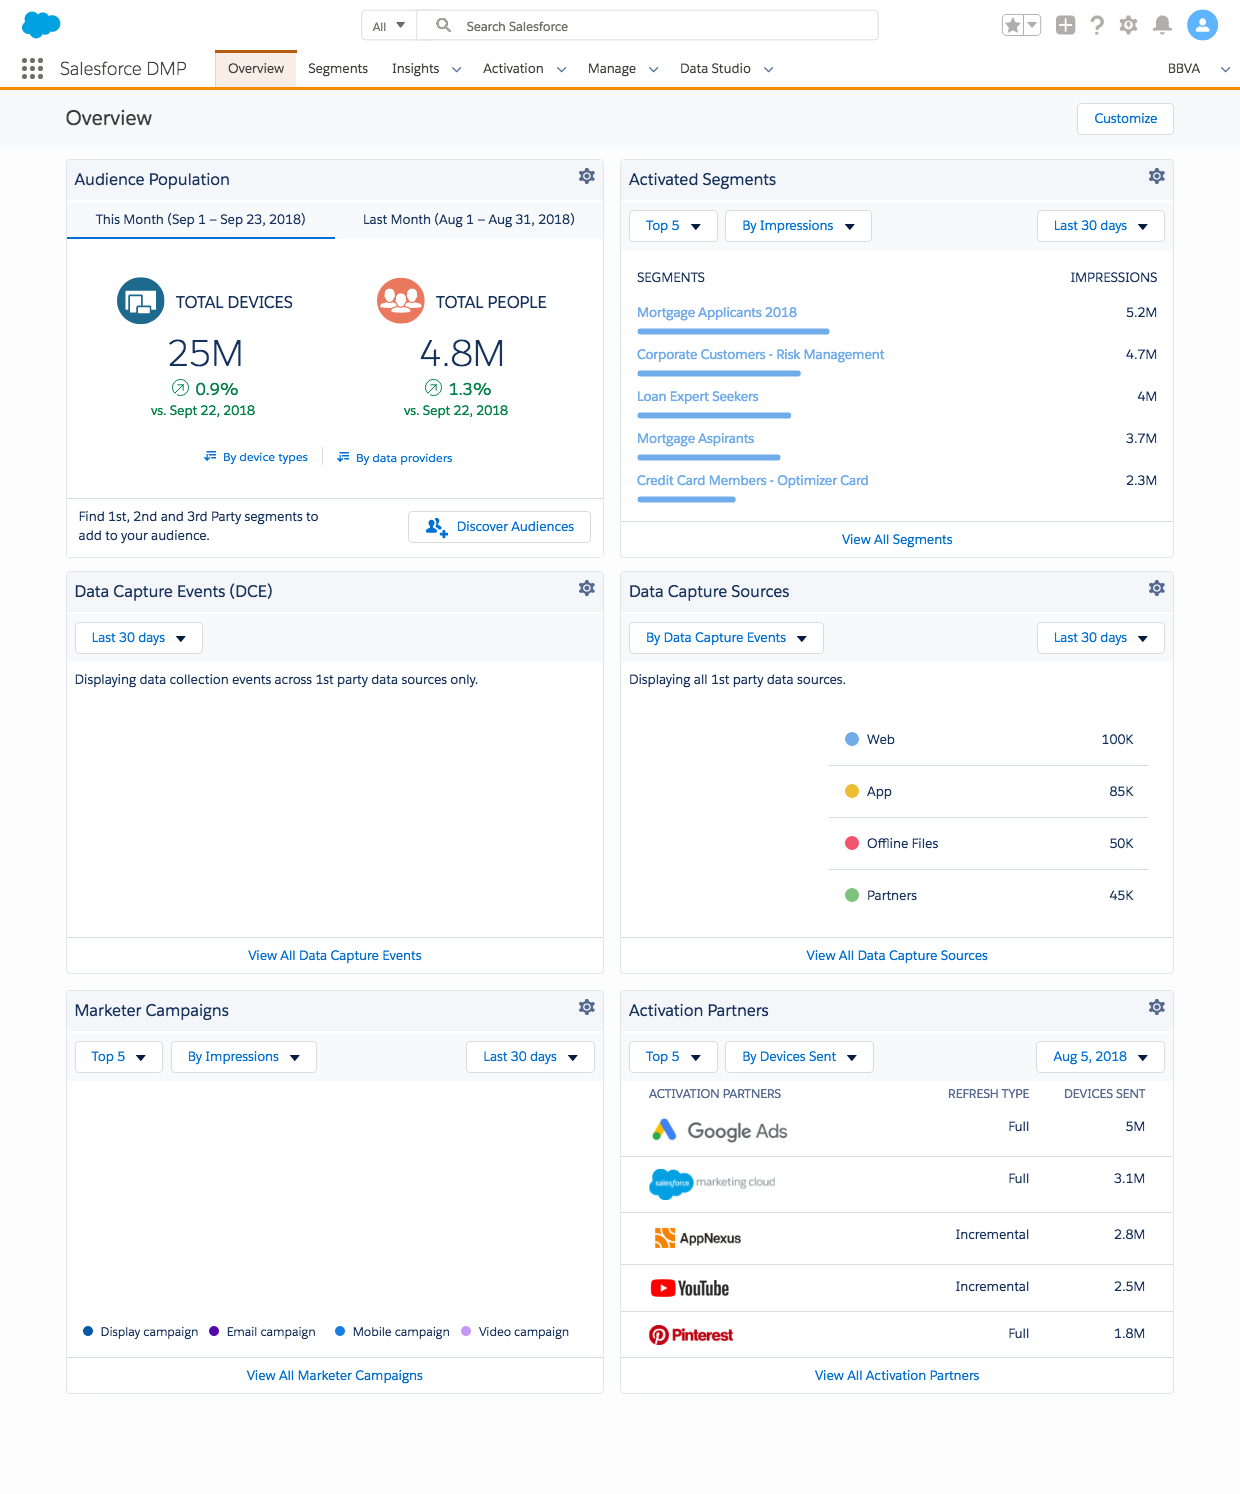 All
Search Salesforce
Salesforce DMP
Overview
Segments
Insights
Activation
Manage
Data Studio
BBVA
Overview
Customize
Audience Population
This Month (Sep 1 – Sep 23, 2018)
Last Month (Aug 1 – Aug 31, 2018)
TOTAL DEVICES
25M
0.9%
vs. Sept 22, 2018
TOTAL PEOPLE
4.8M
1.3%
vs. Sept 22, 2018
By device types
By data providers
Find 1st, 2nd and 3rd Party segments to
add to your audience.
Discover Audiences
Activated Segments
Top 5
By Impressions
Last 30 days
SEGMENTS IMPRESSIONS
Mortgage Applicants 2018 5.2M
Corporate Customers - Risk Management 4.7M
Loan Expert Seekers 4M
Mortgage Aspirants 3.7M
Credit Card Members - Optimizer Card 2.3M
View All Segments
Data Capture Events (DCE)
Last 30 days
Displaying data collection events across 1st party data sources only.
View All Data Capture Events
Data Capture Sources
By Data Capture Events
Last 30 days
Displaying all 1st party data sources.
Web 100K
App 85K
Offline Files 50K
Partners 45K
View All Data Capture Sources
Marketer Campaigns
Top 5
By Impressions
Last 30 days
Display campaign
Email campaign
Mobile campaign
Video campaign
View All Marketer Campaigns
Activation Partners
Top 5
By Devices Sent
Aug 5, 2018
ACTIVATION PARTNERS REFRESH TYPE DEVICES SENT
Google Ads Full 5M
salesforce marketing cloud Full 3.1M
AppNexus Incremental 2.8M
YouTube Incremental 2.5M
Pinterest Full 1.8M
View All Activation Partners